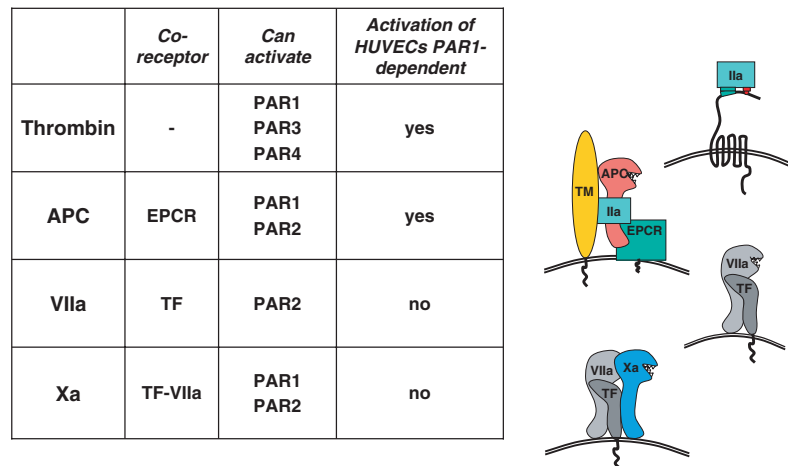 Co-
receptor
Can
activate
Activation of
HUVECs PAR1-
dependent
Thrombin
-
PAR1
PAR3
PAR4
yes
APC
EPCR
PAR1
PAR2
yes
VIIa
TF
PAR2
no
Xa
TF-VIIa
PAR1
PAR2
no
IIa
TM
APC
IIa
EPCR
VIIa
TF
VIIa
Xa
TF